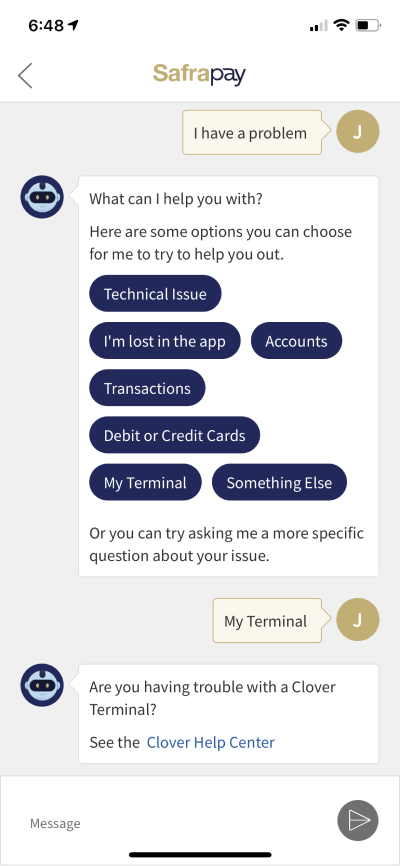 6:48
Safrapay
I have a problem
J
What can I help you with?
Here are some options you can choose
for me to try to help you out.
Technical Issue
I'm lost in the app
Accounts
Transactions
Debit or Credit Cards
My Terminal
Something Else
Or you can try asking me a more specific
question about your issue.
My Terminal
J
Are you having trouble with a Clover
Terminal?
See the Clover Help Center
Message